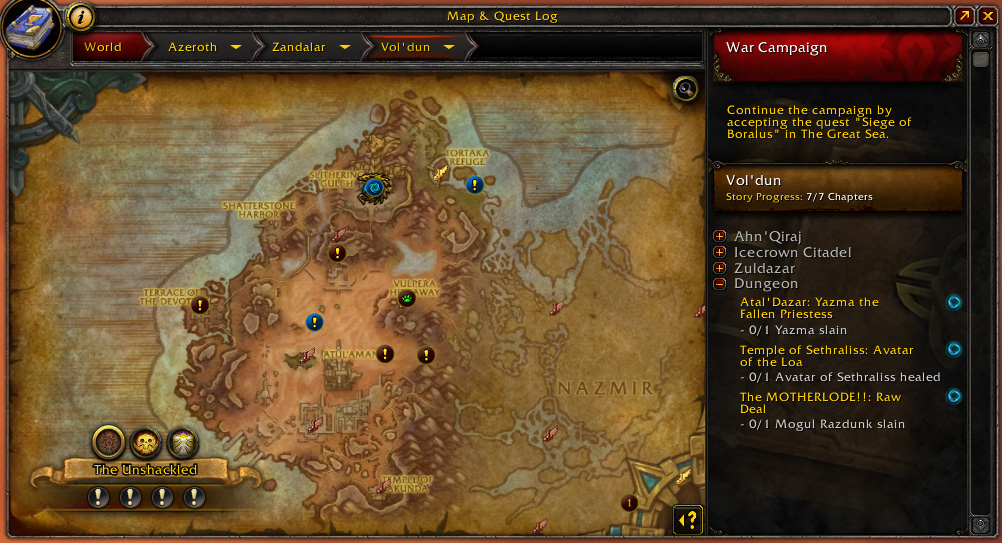 Map & Quest Log
World
Azeroth
Zandalar
Vol'dun
War Campaign
Continue the campaign by
accepting the quest "Siege of
Boralus" in The Great Sea.
Vol'dun
Story Progress: 7/7 Chapters
Ahn'Qiraj
Icecrown Citadel
Zuldazar
Dungeon
Atal'Dazar: Yazma the
Fallen Priestess
- 0/1 Yazma slain
Temple of Sethraliss: Avatar
of the Loa
- 0/1 Avatar of Sethraliss healed
The MOTHERLODE!!: Raw
Deal
- 0/1 Mogul Razdunk slain
TORTAKA
REFUGE
SLITHERING
GULCH
SHATTERSTONE
HARBOR
VULPERA
HIDEAWAY
TERRACE OF
THE DEVOTED
ATUL'AMAN
NAZMIR
TEMPLE OF
AKUNDA
The Unshackled
1